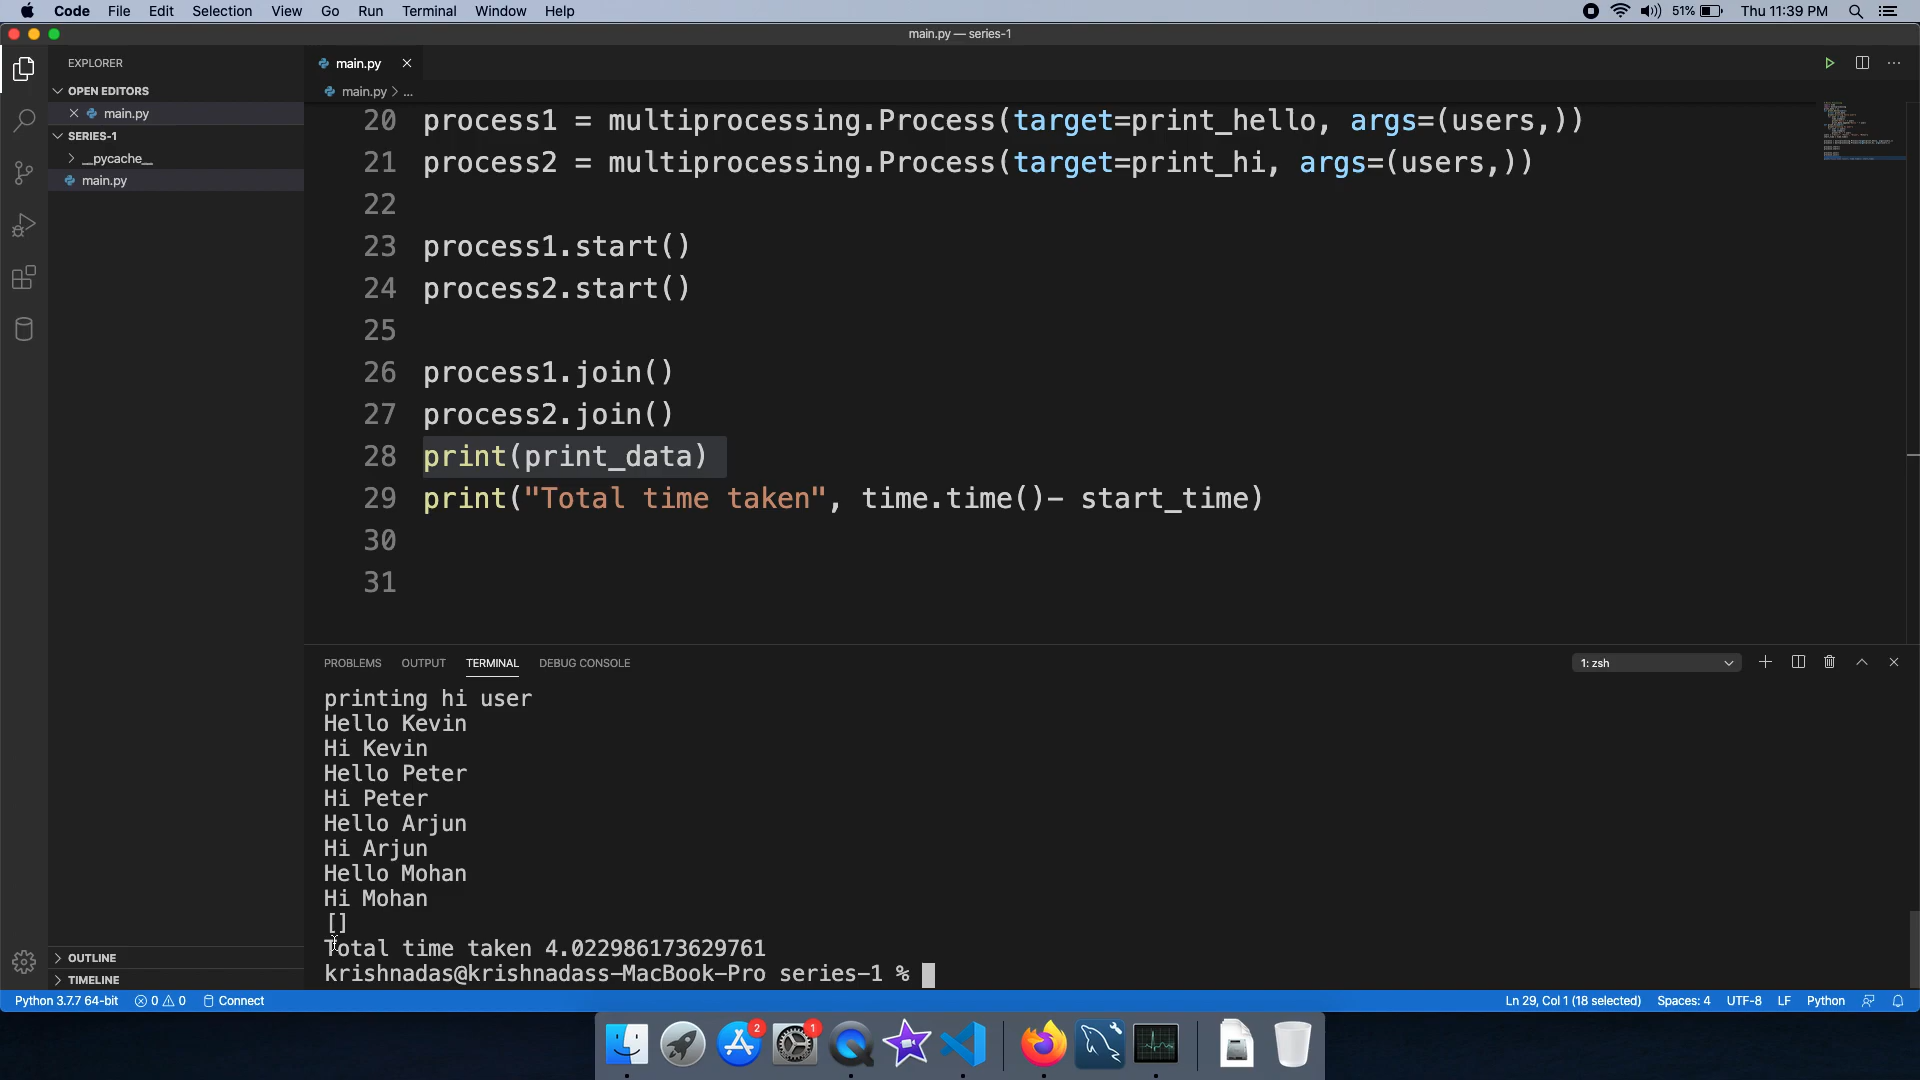 Code File Edit Selection View Go Run Terminal Window Help 51% Thu 11:39 PM
main.py — series-1
EXPLORER
OPEN EDITORS
main.py
SERIES-1
__pycache__
main.py
OUTLINE
TIMELINE
main.py
main.py > ...
20 process1 = multiprocessing.Process(target=print_hello, args=(users,))
21 process2 = multiprocessing.Process(target=print_hi, args=(users,))
22
23 process1.start()
24 process2.start()
25
26 process1.join()
27 process2.join()
28 print(print_data)
29 print("Total time taken", time.time()- start_time)
30
31
PROBLEMS OUTPUT TERMINAL DEBUG CONSOLE 1: zsh
printing hi user
Hello Kevin
Hi Kevin
Hello Peter
Hi Peter
Hello Arjun
Hi Arjun
Hello Mohan
Hi Mohan
[]
Total time taken 4.022986173629761
krishnadas@krishnadass-MacBook-Pro series-1 %
Python 3.7.7 64-bit 0 0 Connect Ln 29, Col 1 (18 selected) Spaces: 4 UTF-8 LF Python
2 1